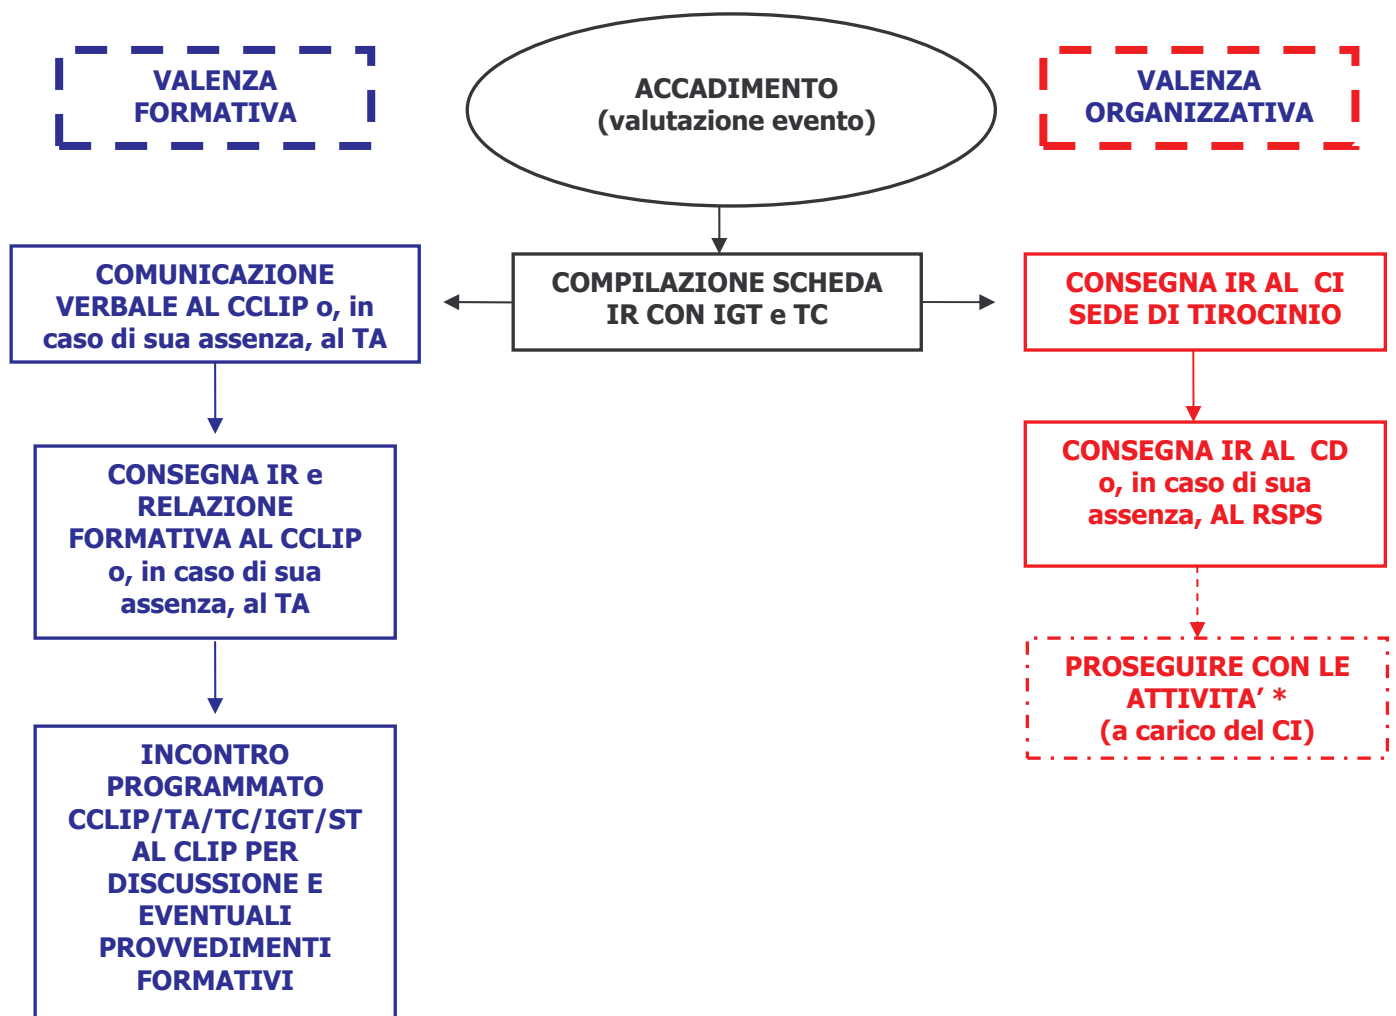 VALENZA
FORMATIVA
ACCADIMENTO
(valutazione evento)
VALENZA
ORGANIZZATIVA
COMUNICAZIONE
VERBALE AL CCLIP o, in
caso di sua assenza, al TA
COMPILAZIONE SCHEDA
IR CON IGT e TC
CONSEGNA IR AL CI
SEDE DI TIROCINIO
CONSEGNA IR e
RELAZIONE
FORMATIVA AL CCLIP
o, in caso di sua
assenza, al TA
CONSEGNA IR AL CD
o, in caso di sua
assenza, AL RSPS
PROSEGUIRE CON LE
ATTIVITA’ *
(a carico del CI)
INCONTRO
PROGRAMMATO
CCLIP/TA/TC/IGT/ST
AL CLIP PER
DISCUSSIONE E
EVENTUALI
PROVVEDIMENTI
FORMATIVI